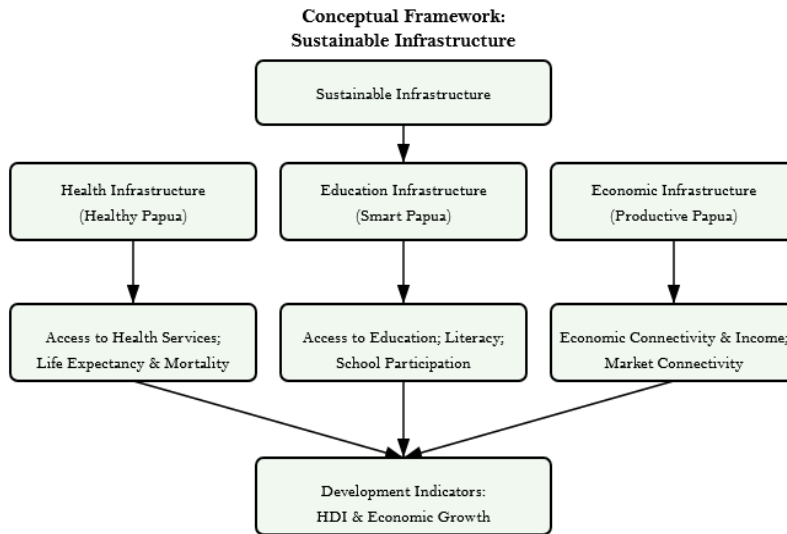 Conceptual Framework:
Sustainable Infrastructure
Sustainable Infrastructure
Health Infrastructure
(Healthy Papua)
Education Infrastructure
(Smart Papua)
Economic Infrastructure
(Productive Papua)
Access to Health Services;
Life Expectancy & Mortality
Access to Education; Literacy;
School Participation
Economic Connectivity & Income;
Market Connectivity
Development Indicators:
HDI & Economic Growth